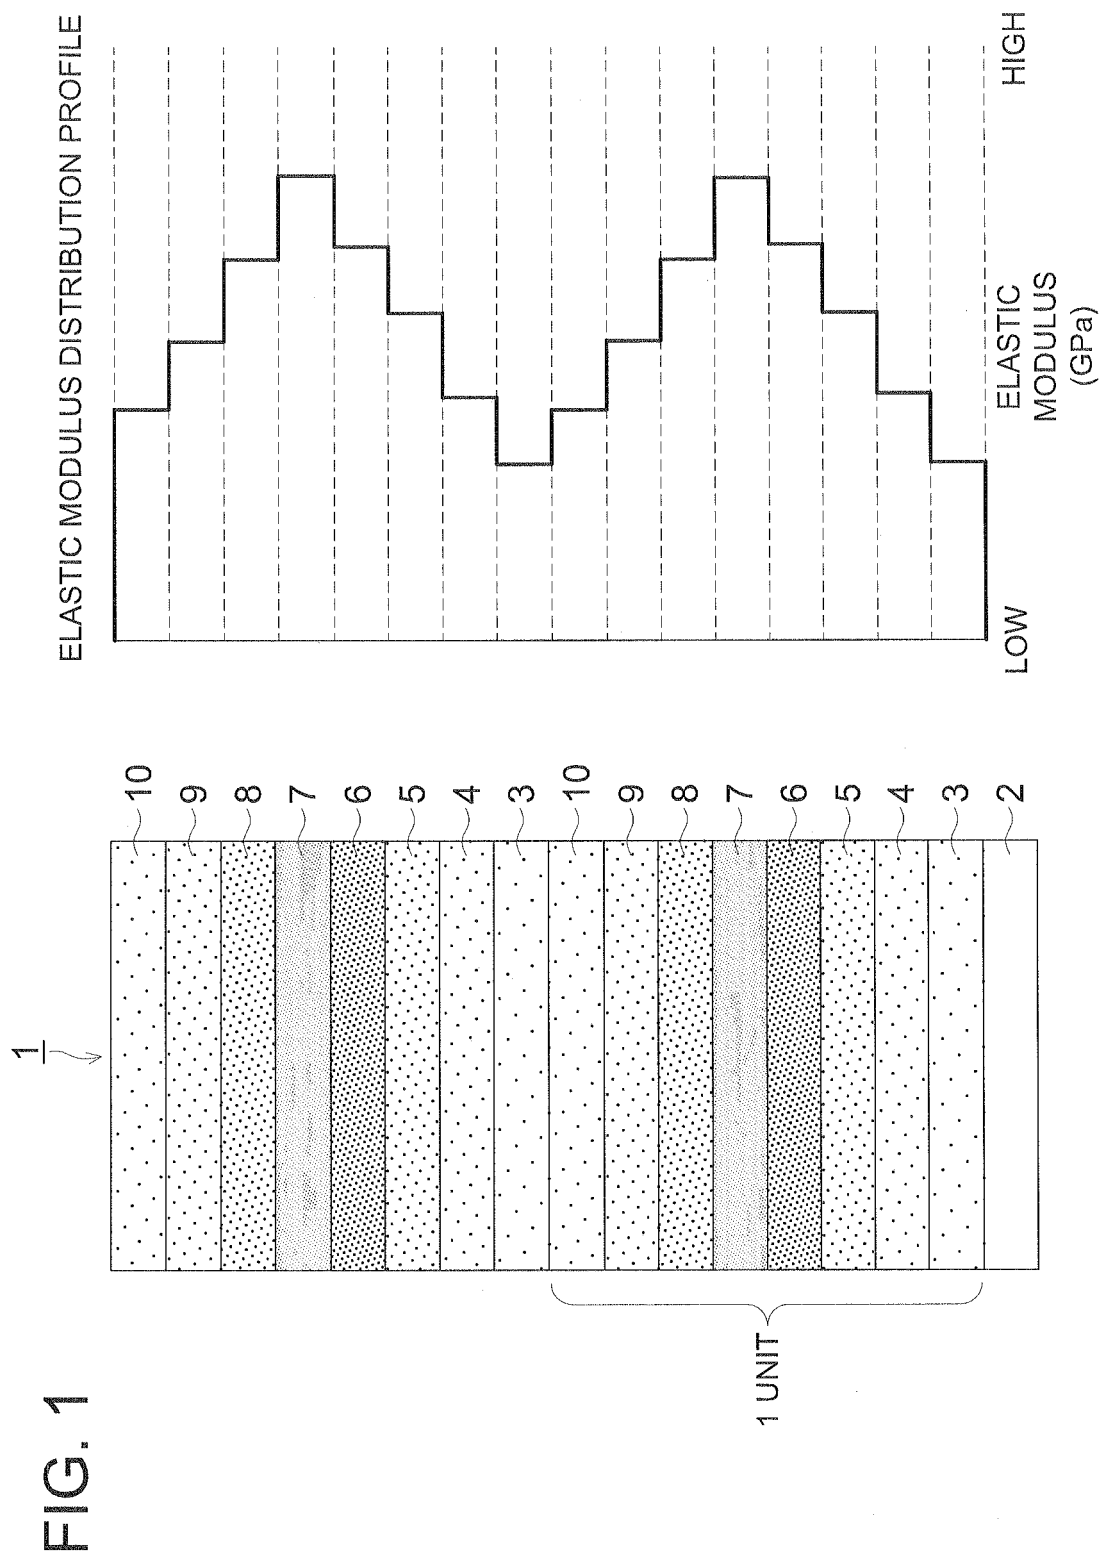 FIG. 1
1
10
9
8
7
6
5
4
3
10
9
8
7
6
5
4
3
2
1 UNIT
ELASTIC MODULUS DISTRIBUTION PROFILE
LOW
ELASTIC
MODULUS
(GPa)
HIGH